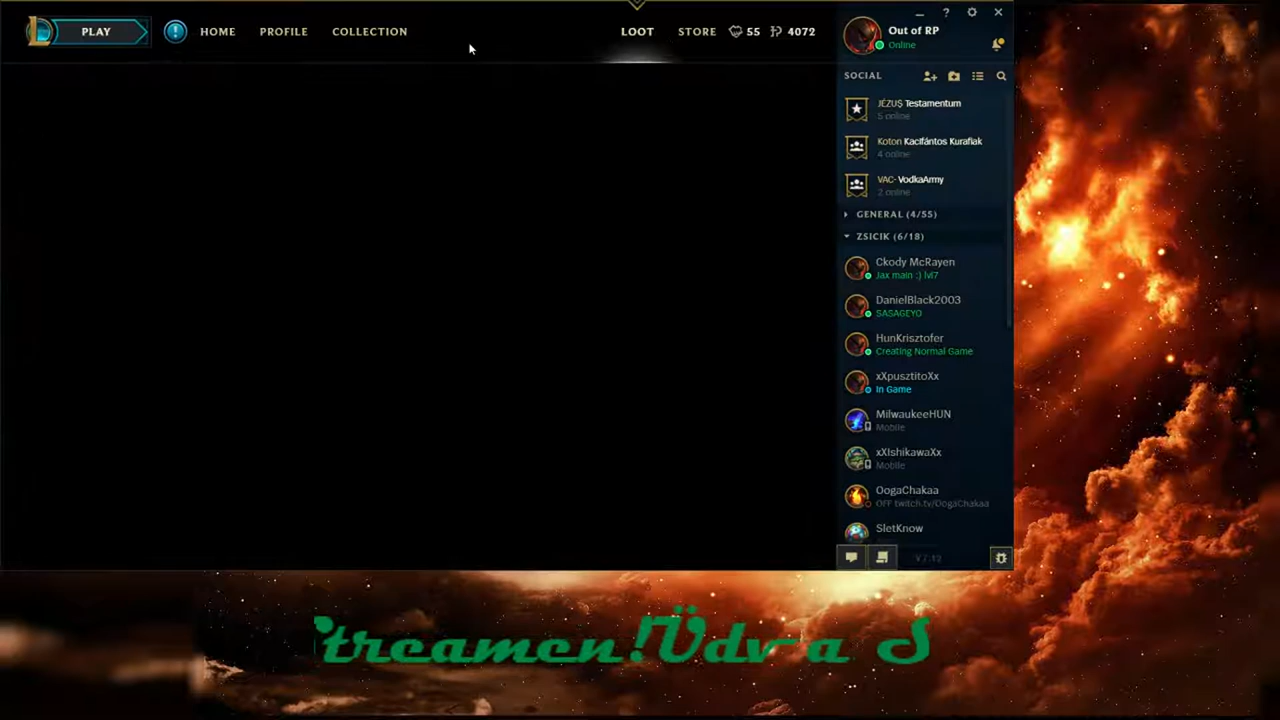 PLAY
HOME
PROFILE
COLLECTION
LOOT
STORE
55
4072
?
Out of RP
Online
SOCIAL
JÉZU$ Testamentum
5 online
Koton Kacifántos Kurafiak
4 online
VAC- VodkaArmy
2 online
GENERAL (4/55)
ZSICIK (6/18)
Ckody McRayen
Jax main :) lvl7
DanielBlack2003
SASAGEYO
HunKrisztofer
Creating Normal Game
xXpusztitoXx
In Game
MilwaukeeHUN
Mobile
xXIshikawaXx
Mobile
OogaChakaa
OFF twitch.tv/OogaChakaa
SletKnow
V7.19
treamen!Üdv a S